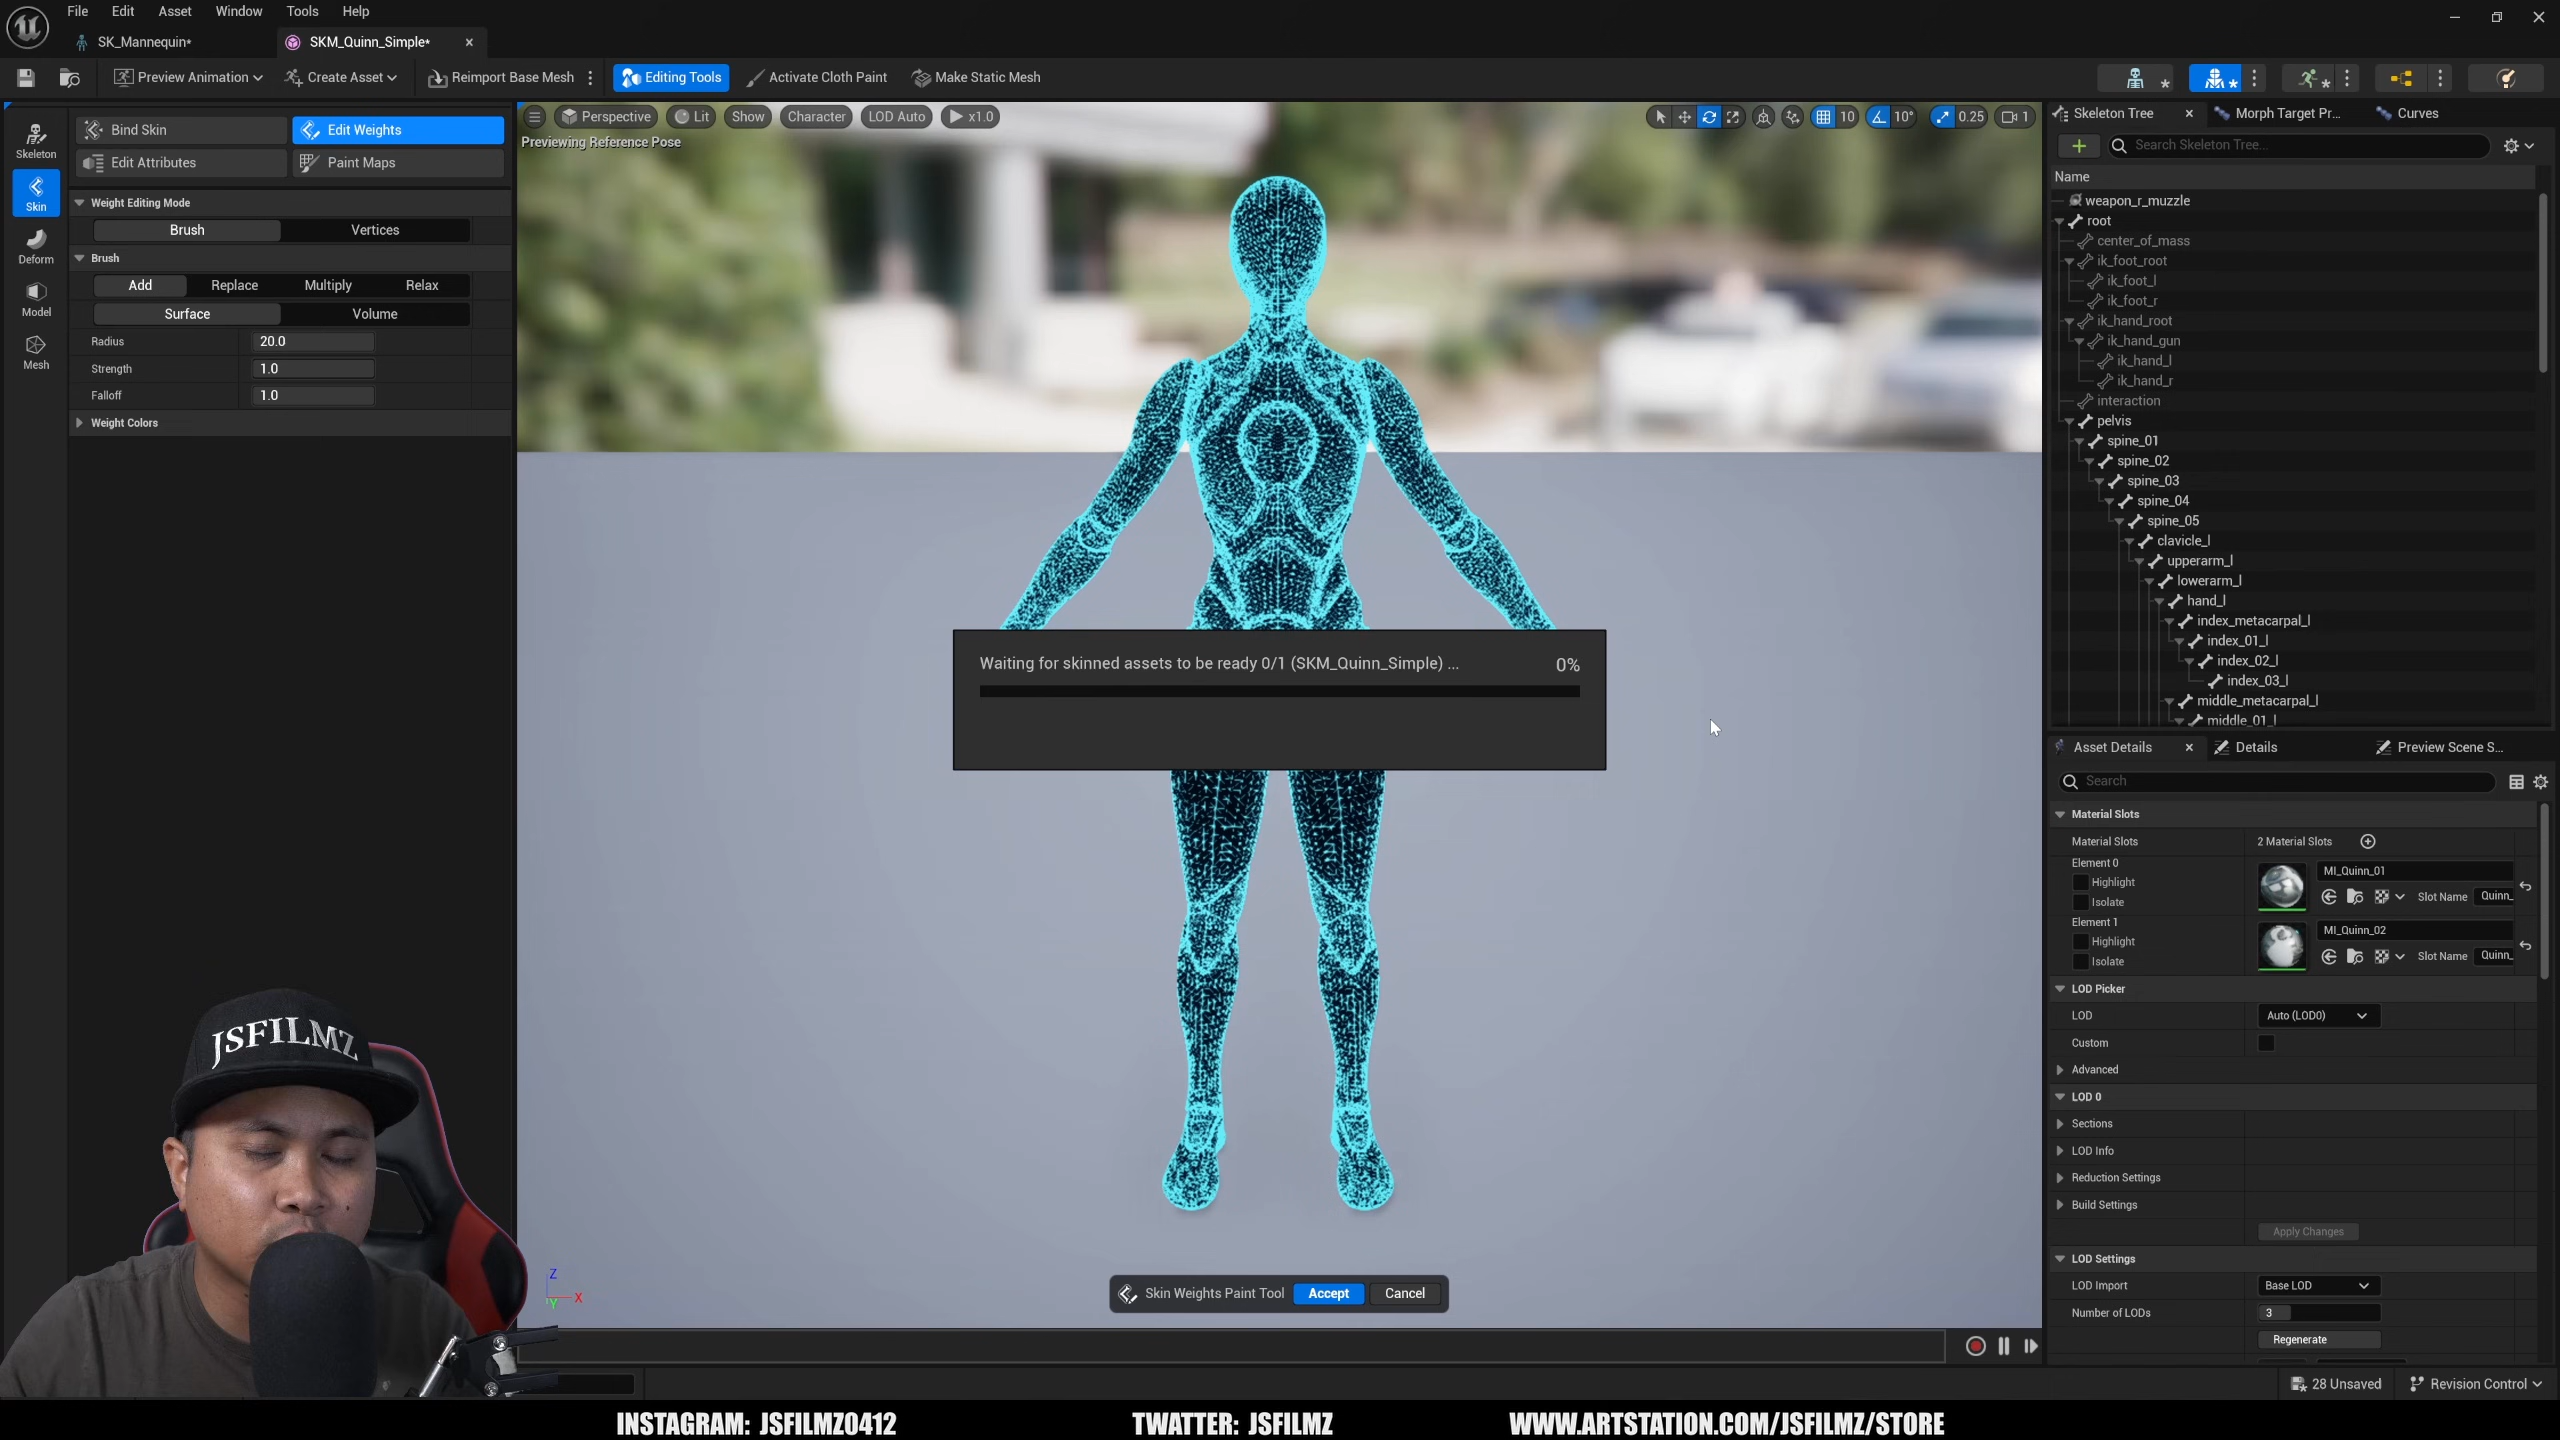 File Edit Asset Window Tools Help
SK_Mannequin*
SKM_Quinn_Simple*
Preview Animation
Create Asset
Reimport Base Mesh
Editing Tools
Activate Cloth Paint
Make Static Mesh
Skeleton
Skin
Deform
Model
Mesh
Bind Skin
Edit Weights
Edit Attributes
Paint Maps
Weight Editing Mode
Brush Vertices
Brush
Add Replace Multiply Relax
Surface Volume
Radius 20.0
Strength 1.0
Falloff 1.0
Weight Colors
Perspective Lit Show Character LOD Auto x1.0
10 10° 0.25 1
Previewing Reference Pose
Waiting for skinned assets to be ready 0/1 (SKM_Quinn_Simple) ... 0%
Z
X
Y
Skin Weights Paint Tool Accept Cancel
Skeleton Tree Morph Target Pr... Curves
Search Skeleton Tree...
Name
weapon_r_muzzle
root
center_of_mass
ik_foot_root
ik_foot_l
ik_foot_r
ik_hand_root
ik_hand_gun
ik_hand_l
ik_hand_r
interaction
pelvis
spine_01
spine_02
spine_03
spine_04
spine_05
clavicle_l
upperarm_l
lowerarm_l
hand_l
index_metacarpal_l
index_01_l
index_02_l
index_03_l
middle_metacarpal_l
middle_01_l
Asset Details Details Preview Scene S...
Search
Material Slots
Material Slots 2 Material Slots
Element 0
Highlight
Isolate
MI_Quinn_01
Slot Name Quinn_
Element 1
Highlight
Isolate
MI_Quinn_02
Slot Name Quinn_
LOD Picker
LOD Auto (LOD0)
Custom
Advanced
LOD 0
Sections
LOD Info
Reduction Settings
Build Settings
Apply Changes
LOD Settings
LOD Import Base LOD
Number of LODs 3
Regenerate
28 Unsaved Revision Control
JSFILMZ
INSTAGRAM: JSFILMZ0412
TWATTER: JSFILMZ
WWW.ARTSTATION.COM/JSFILMZ/STORE